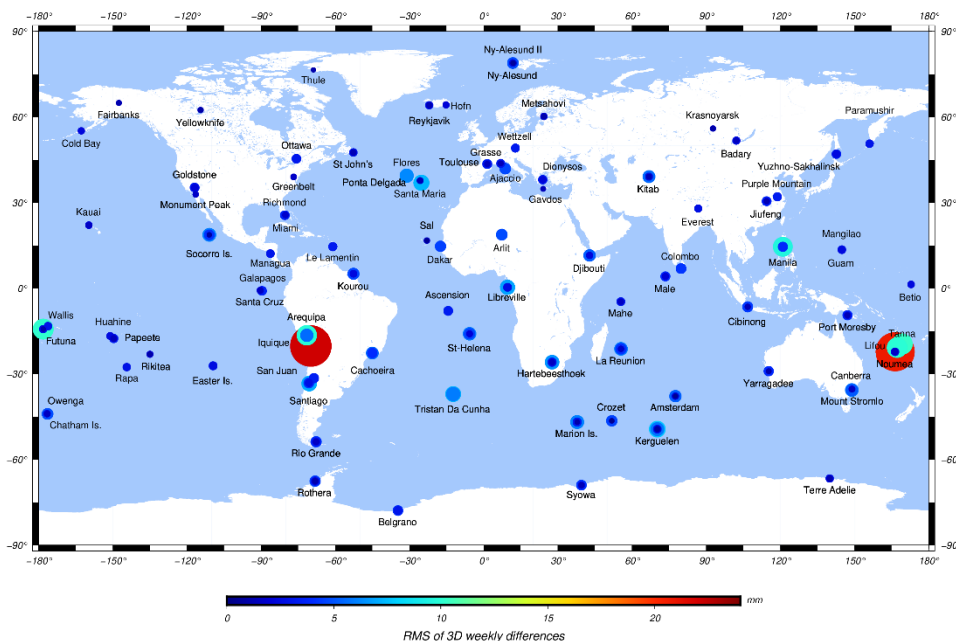 −180° −150° −120° −90° −60° −30° 0° 30° 60° 90° 120° 150° 180°
90° 90°
Ny-Alesund II
Ny-Alesund
Thule
Fairbanks
Yellowknife
Hofn
Reykjavik
Metsahovi
Krasnoyarsk
Paramushir
60° 60°
Cold Bay
Ottawa
St John's
Wettzell
Grasse
Toulouse
Ajaccio
Badary
Yuzhno-Sakhalinsk
Goldstone
Greenbelt
Flores
Ponta Delgada
Santa Maria
Dionysos
Gavdos
Kitab
Purple Mountain
Jiufeng
Monument Peak
Richmond
30° 30°
Kauai
Miami
Sal
Everest
Mangilao
Socorro Is.
Managua
Le Lamentin
Dakar
Arlit
Djibouti
Colombo
Manila
Guam
Galapagos
Kourou
Male
0° 0°
Santa Cruz
Ascension
Libreville
Mahe
Cibinong
Betio
Wallis
Huahine
Arequipa
Port Moresby
Tanna
Futuna
Papeete
Iquique
St-Helena
La Reunion
Lifou
Noumea
Rikitea
San Juan
Cachoeira
Hartebeesthoek
Yarragadee
Canberra
−30° −30°
Rapa
Easter Is.
Santiago
Tristan Da Cunha
Crozet
Amsterdam
Mount Stromlo
Owenga
Chatham Is.
Marion Is.
Kerguelen
Rio Grande
−60° −60°
Rothera
Syowa
Terre Adelie
Belgrano
−90° −90°
−180° −150° −120° −90° −60° −30° 0° 30° 60° 90° 120° 150° 180°
mm
0 5 10 15 20
RMS of 3D weekly differences